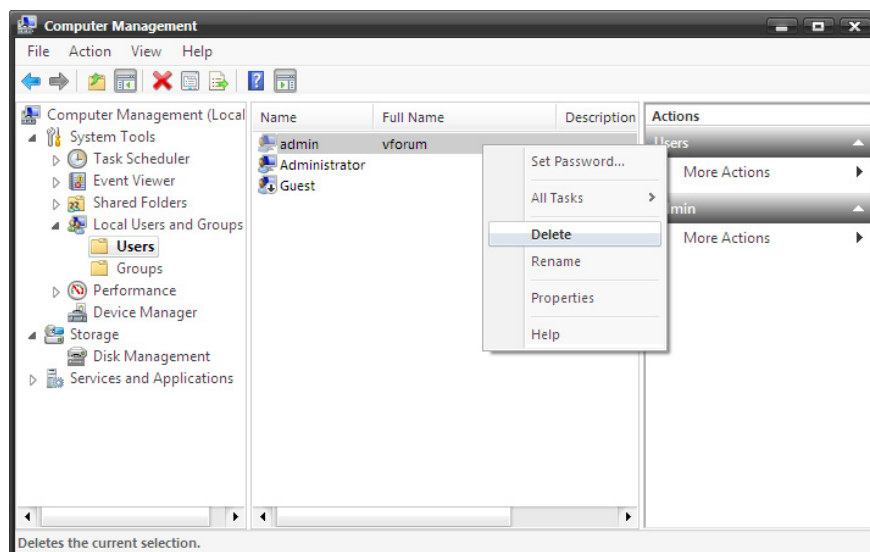 Computer Management
File Action View Help
Computer Management (Local
System Tools
Task Scheduler
Event Viewer
Shared Folders
Local Users and Groups
Users
Groups
Performance
Device Manager
Storage
Disk Management
Services and Applications
Name Full Name Description
admin vforum
Administrator
Guest
Set Password...
All Tasks
Delete
Rename
Properties
Help
Actions
Users
More Actions
min
More Actions
Deletes the current selection.